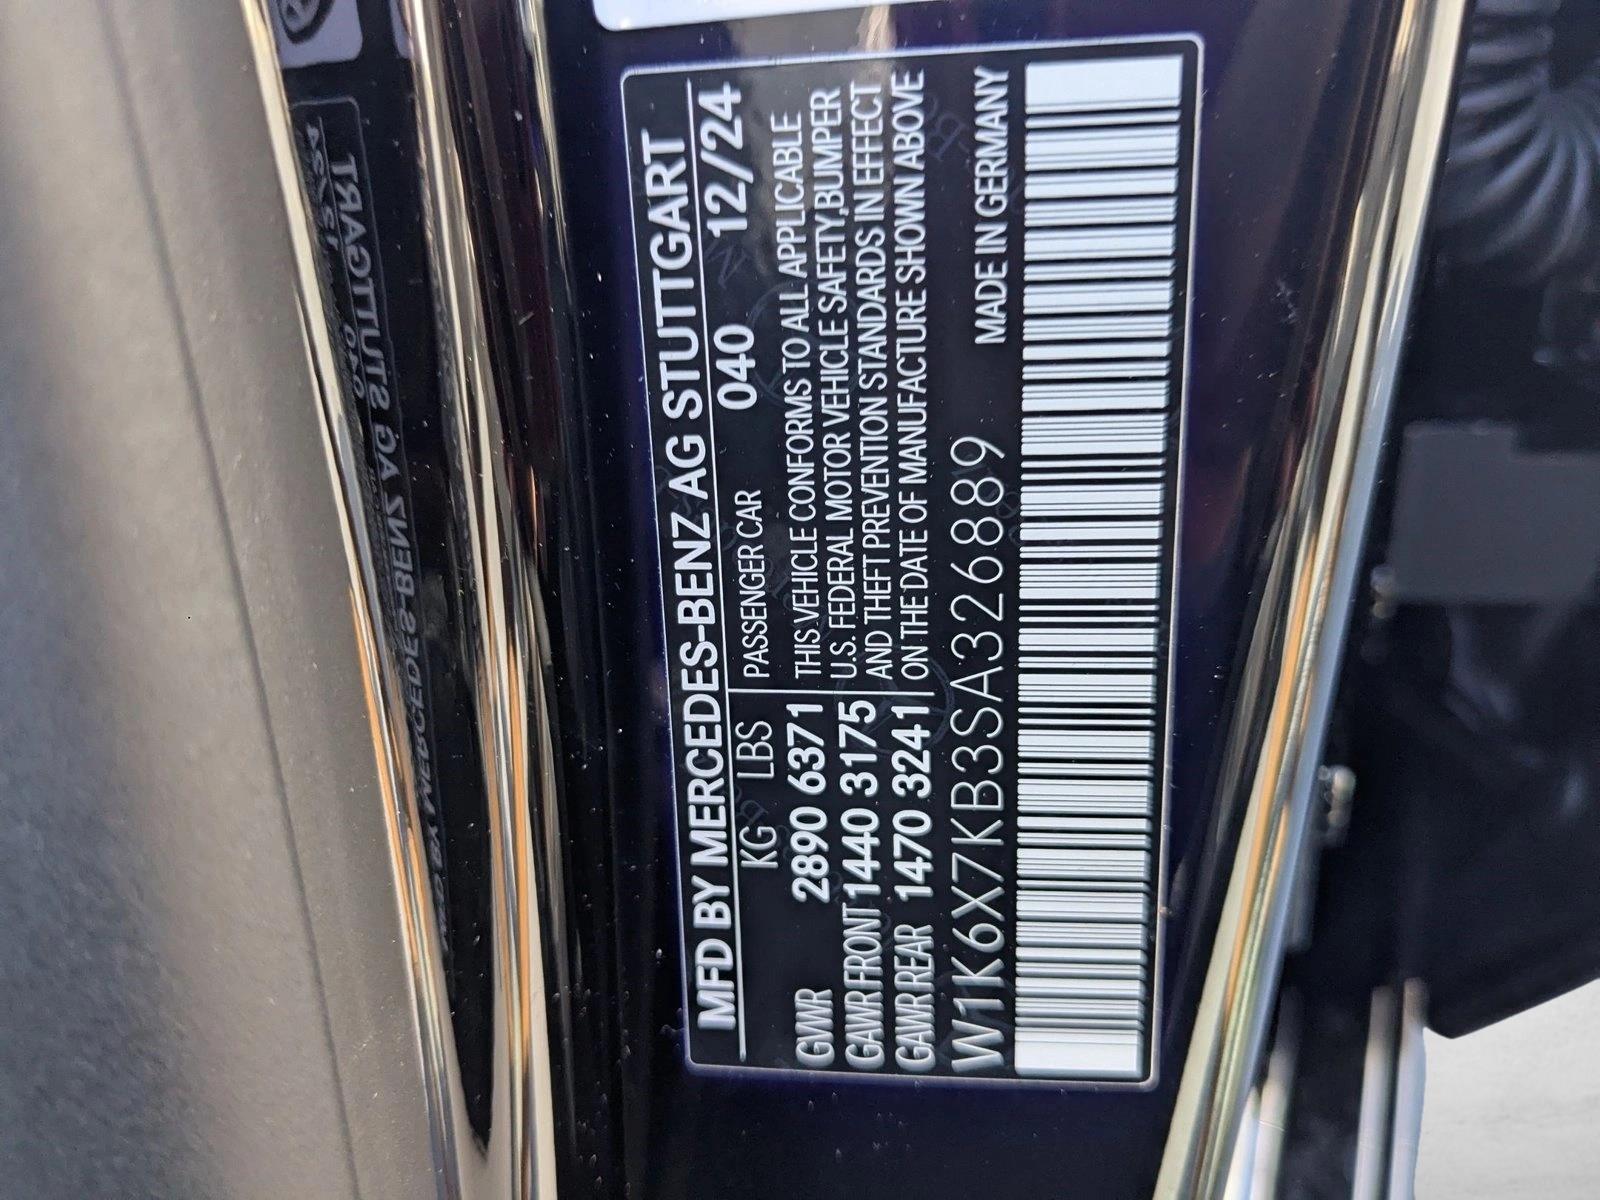 MFD BY MERCEDES-BENZ AG STUTTGART
KG LBS PASSENGER CAR 040 12/24
GVWR 2890 6371 THIS VEHICLE CONFORMS TO ALL APPLICABLE
U.S. FEDERAL MOTOR VEHICLE SAFETY,BUMPER
GAWR FRONT 1440 3175 AND THEFT PREVENTION STANDARDS IN EFFECT
GAWR REAR 1470 3241 ON THE DATE OF MANUFACTURE SHOWN ABOVE
W1K6X7KB3SA326889 MADE IN GERMANY